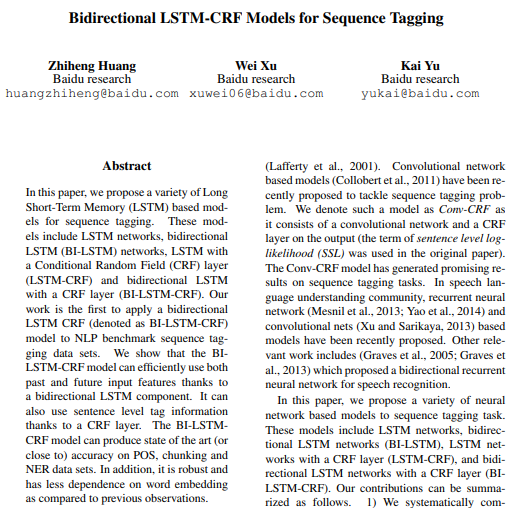 Bidirectional LSTM-CRF Models for Sequence Tagging
Zhiheng Huang
Baidu research
huangzhiheng@baidu.com
Wei Xu
Baidu research
xuwei06@baidu.com
Kai Yu
Baidu research
yukai@baidu.com
Abstract
In this paper, we propose a variety of Long
Short-Term Memory (LSTM) based mod-
els for sequence tagging. These mod-
els include LSTM networks, bidirectional
LSTM (BI-LSTM) networks, LSTM with
a Conditional Random Field (CRF) layer
(LSTM-CRF) and bidirectional LSTM
with a CRF layer (BI-LSTM-CRF). Our
work is the first to apply a bidirectional
LSTM CRF (denoted as BI-LSTM-CRF)
model to NLP benchmark sequence tag-
ging data sets. We show that the BI-
LSTM-CRF model can efficiently use both
past and future input features thanks to
a bidirectional LSTM component. It can
also use sentence level tag information
thanks to a CRF layer. The BI-LSTM-
CRF model can produce state of the art (or
close to) accuracy on POS, chunking and
NER data sets. In addition, it is robust and
has less dependence on word embedding
as compared to previous observations.
(Lafferty et al., 2001). Convolutional network
based models (Collobert et al., 2011) have been re-
cently proposed to tackle sequence tagging prob-
lem. We denote such a model as Conv-CRF as
it consists of a convolutional network and a CRF
layer on the output (the term of sentence level log-
likelihood (SSL) was used in the original paper).
The Conv-CRF model has generated promising re-
sults on sequence tagging tasks. In speech lan-
guage understanding community, recurrent neural
network (Mesnil et al., 2013; Yao et al., 2014) and
convolutional nets (Xu and Sarikaya, 2013) based
models have been recently proposed. Other rele-
vant work includes (Graves et al., 2005; Graves et
al., 2013) which proposed a bidirectional recurrent
neural network for speech recognition.
In this paper, we propose a variety of neural
network based models to sequence tagging task.
These models include LSTM networks, bidirec-
tional LSTM networks (BI-LSTM), LSTM net-
works with a CRF layer (LSTM-CRF), and bidi-
rectional LSTM networks with a CRF layer (BI-
LSTM-CRF). Our contributions can be summa-
rized as follows. 1) We systematically com-